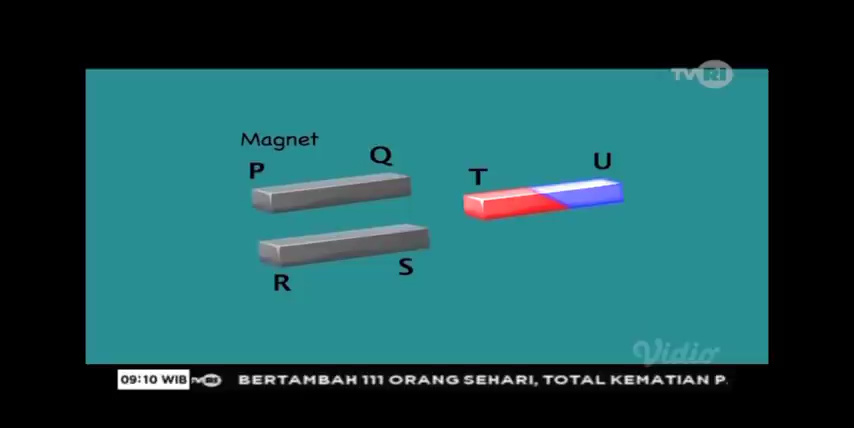 TVRI
Magnet
P
Q
T
U
R
S
Vidio
09:10 WIB TVRI BERTAMBAH 111 ORANG SEHARI, TOTAL KEMATIAN P